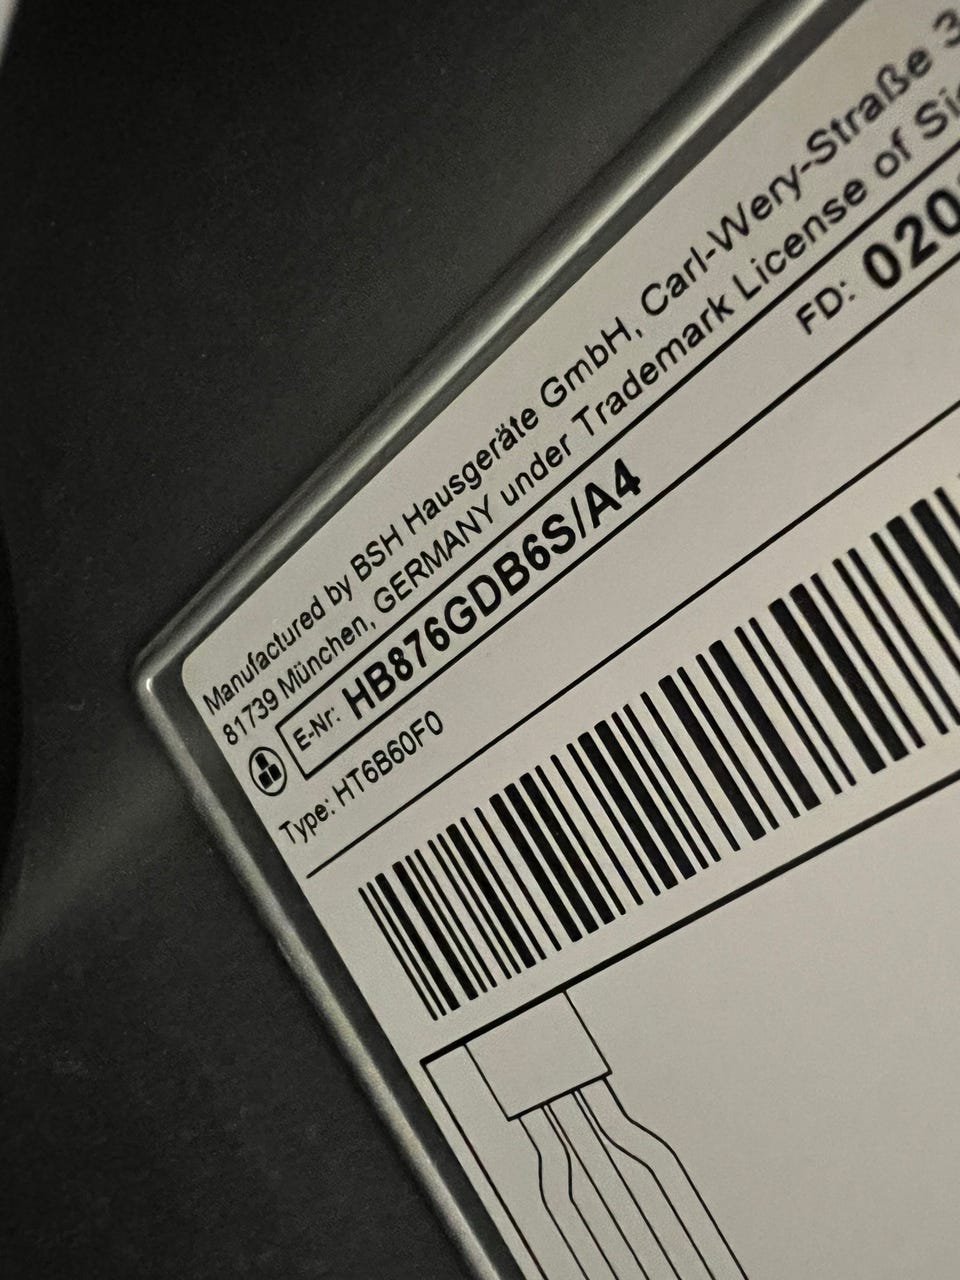 Manufactured by BSH Hausgeräte GmbH, Carl-Wery-Straße
81739 München, GERMANY under Trademark License of
E-Nr: HB876GDB6S/A4
FD: 020
Type: HT6B60F0